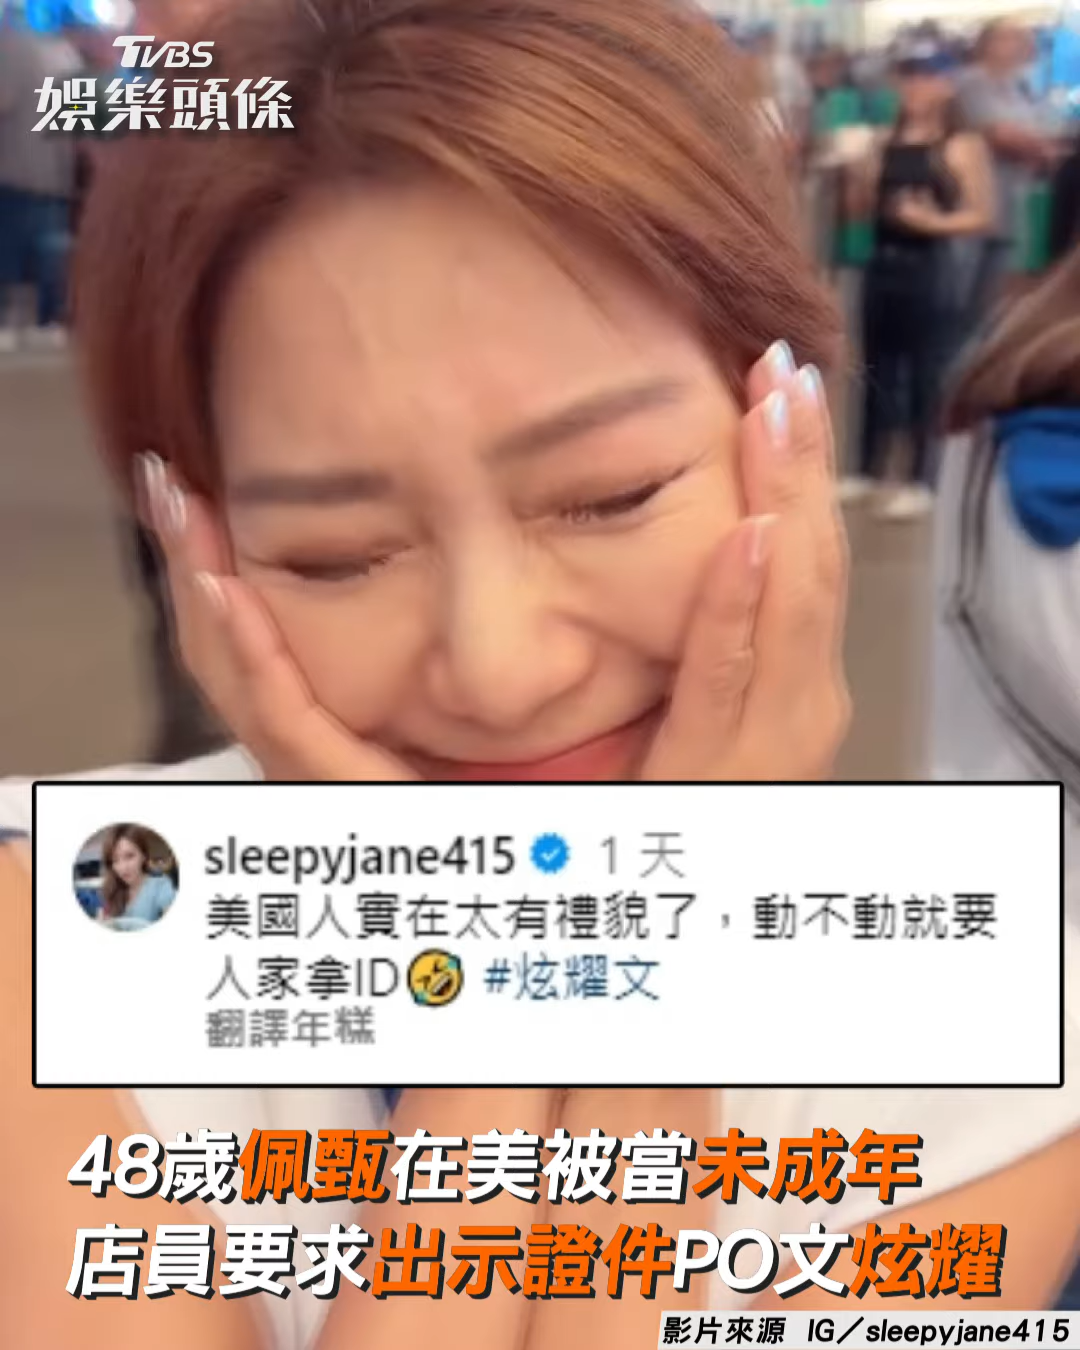 TVBS
娛樂頭條
sleepyjane415 1 天
美國人實在太有禮貌了，動不動就要
人家拿ID🤣 #炫耀文
翻譯年糕
48歲佩甄在美被當未成年
店員要求出示證件PO文炫耀
影片來源 IG／sleepyjane415